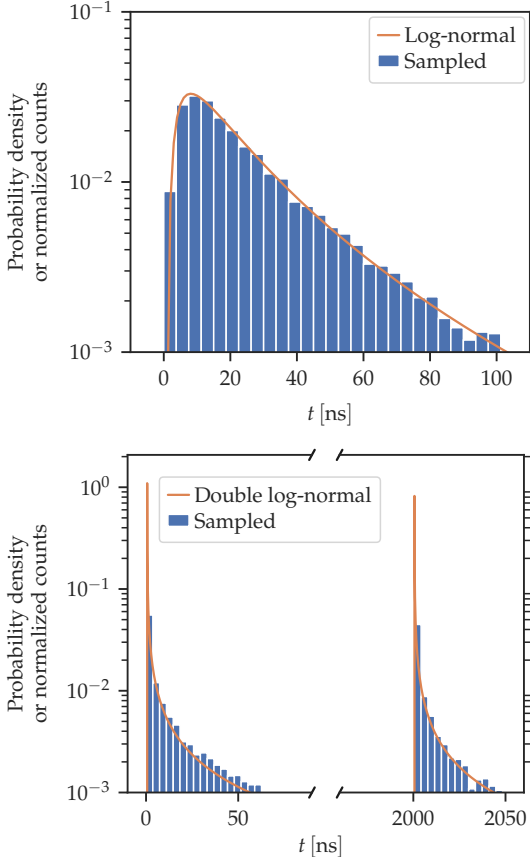 10⁻¹
10⁻²
10⁻³
Probability density
or normalized counts
Log-normal
Sampled
0 20 40 60 80 100
t [ns]
10⁰
10⁻¹
10⁻²
10⁻³
Probability density
or normalized counts
Double log-normal
Sampled
0 50 2000 2050
t [ns]